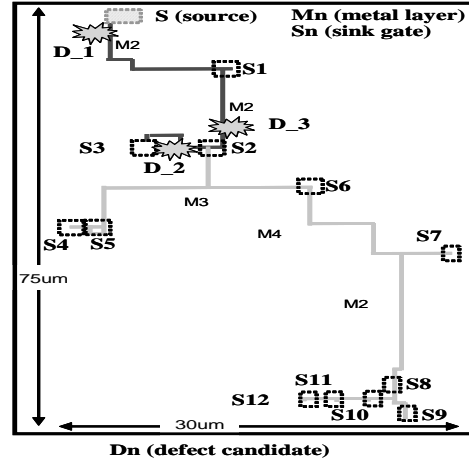 S (source) Mn (metal layer)
D_1 M2 Sn (sink gate)
S1
M2
D_3
S3 S2
D_2
S6
M3
S4 S5 M4 S7
75um
M2
S8
S11
S12 S10 S9
30um
Dn (defect candidate)